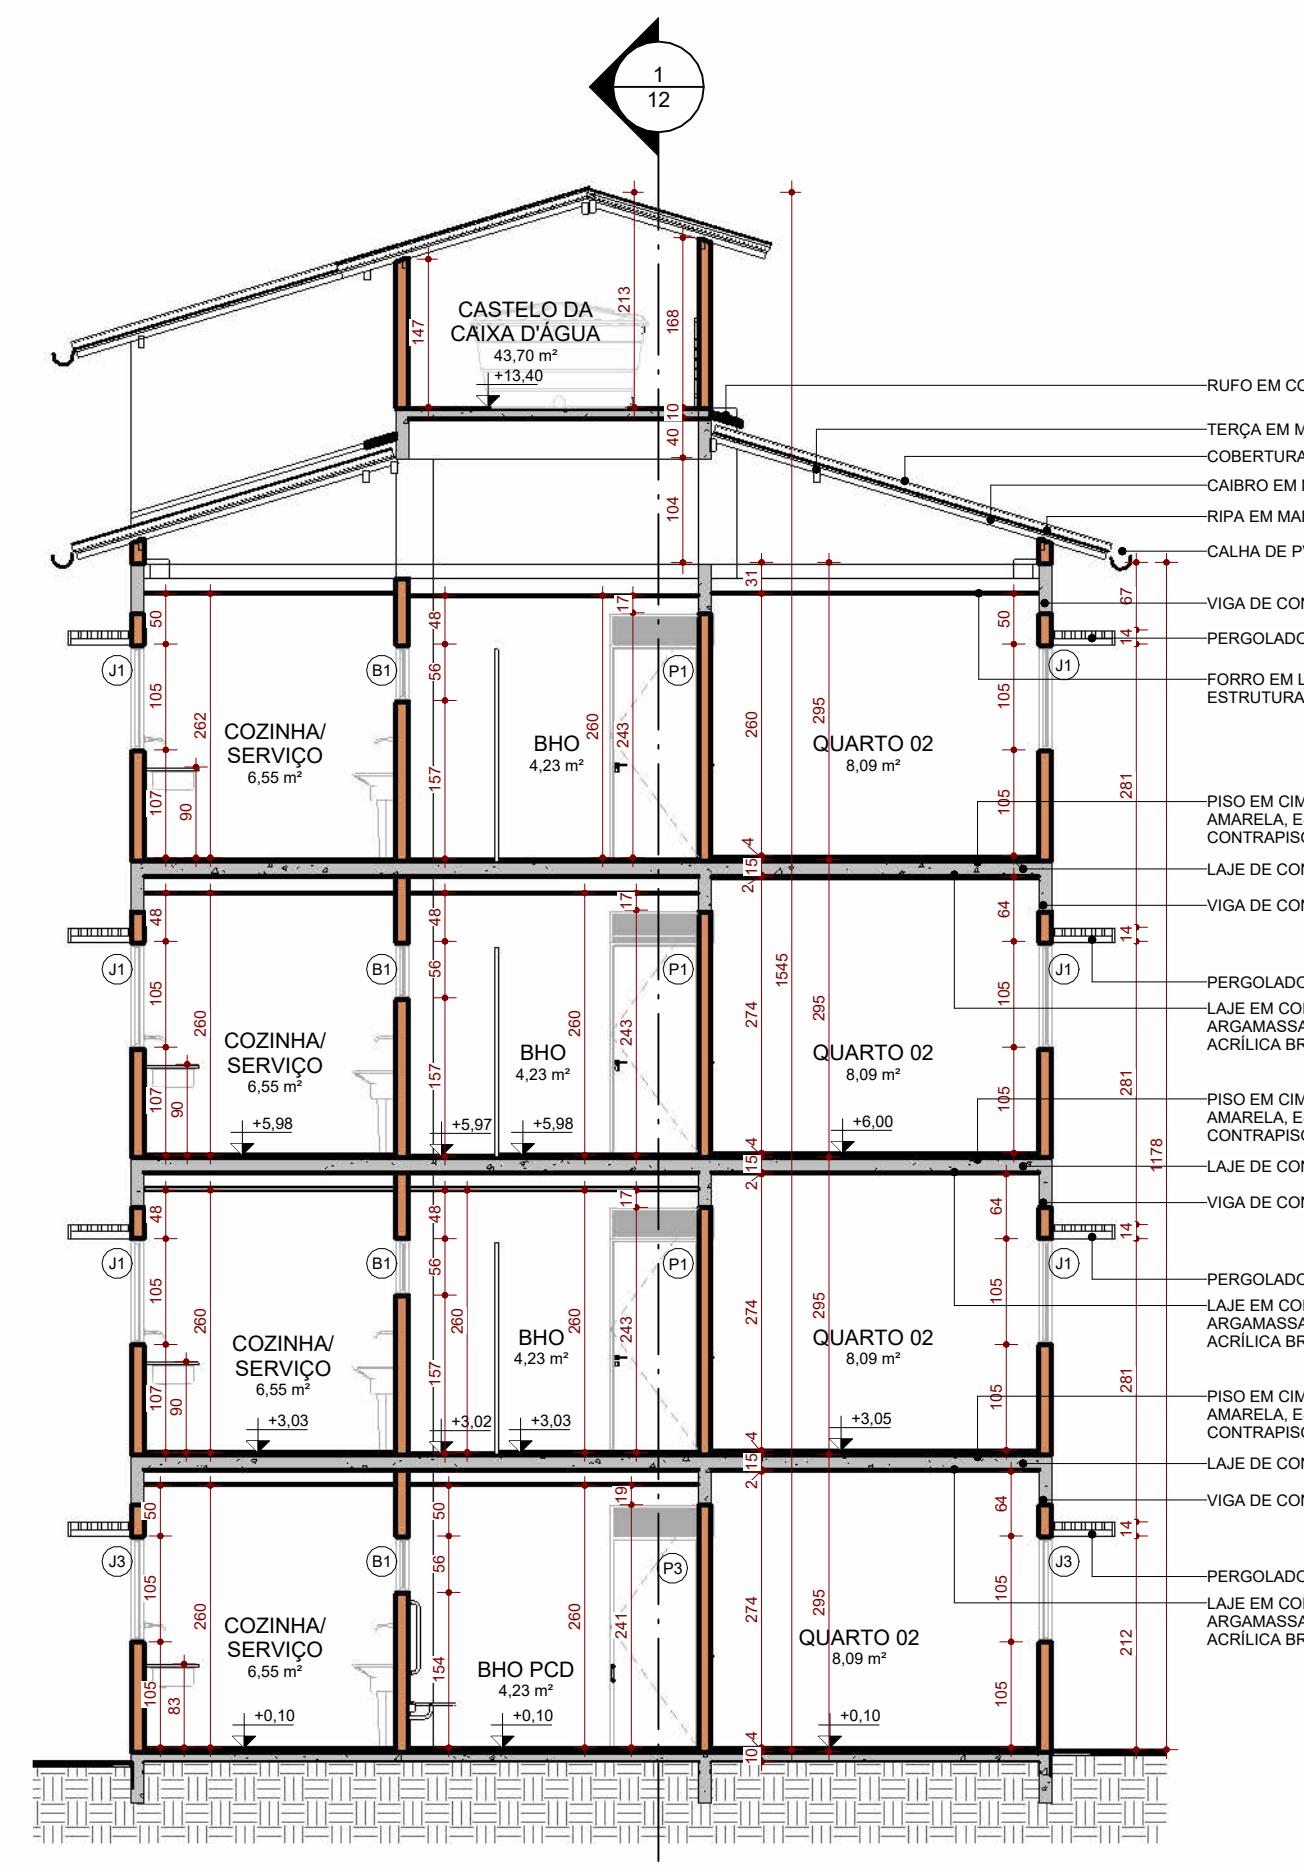 1
12
CASTELO DA
CAIXA D'ÁGUA
43,70 m²
+13,40
147
213
168
10
40
104
RUFO EM CO
TERÇA EM M
COBERTURA
CAIBRO EM
RIPA EM MA
CALHA DE P
VIGA DE CON
PERGOLADO
FORRO EM L
ESTRUTURA
31
67
50
48
17
50
14
J1
B1
P1
J1
56
105
262
260
243
260
295
105
COZINHA/
SERVIÇO
6,55 m²
BHO
4,23 m²
QUARTO 02
8,09 m²
157
107
90
105
281
PISO EM CIM
AMARELA, E
CONTRAPISO
LAJE DE CON
VIGA DE CON
4
15
2
48
48
17
64
14
J1
B1
P1
J1
56
105
260
260
243
1545
274
295
105
COZINHA/
SERVIÇO
6,55 m²
BHO
4,23 m²
QUARTO 02
8,09 m²
157
107
90
105
281
+5,98
+5,97
+5,98
+6,00
PERGOLADO
LAJE EM CO
ARGAMASSA
ACRÍLICA BR
PISO EM CIM
AMARELA, E
CONTRAPISO
LAJE DE CON
VIGA DE CON
1178
4
15
2
48
48
17
64
14
J1
B1
P1
J1
56
105
260
260
260
243
274
295
105
COZINHA/
SERVIÇO
6,55 m²
BHO
4,23 m²
QUARTO 02
8,09 m²
157
107
90
105
281
+3,03
+3,02
+3,03
+3,05
PERGOLADO
LAJE EM CO
ARGAMASSA
ACRÍLICA BR
PISO EM CIM
AMARELA, E
CONTRAPISO
LAJE DE CON
VIGA DE CON
4
15
2
50
50
19
64
14
J3
B1
P3
J3
56
105
260
260
241
274
295
105
COZINHA/
SERVIÇO
6,55 m²
BHO PCD
4,23 m²
QUARTO 02
8,09 m²
154
105
83
105
212
+0,10
+0,10
+0,10
PERGOLADO
LAJE EM CO
ARGAMASSA
ACRÍLICA BR
4
10